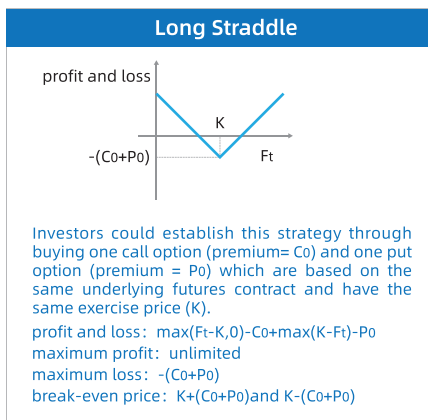 Long Straddle
profit and loss
K
-(C0+P0)
Ft
Investors could establish this strategy through
buying one call option (premium= C0) and one put
option (premium = P0) which are based on the
same underlying futures contract and have the
same exercise price (K).
profit and loss： max(Ft-K,0)-C0+max(K-Ft)-P0
maximum profit： unlimited
maximum loss： -(C0+P0)
break-even price： K+(C0+P0)and K-(C0+P0)